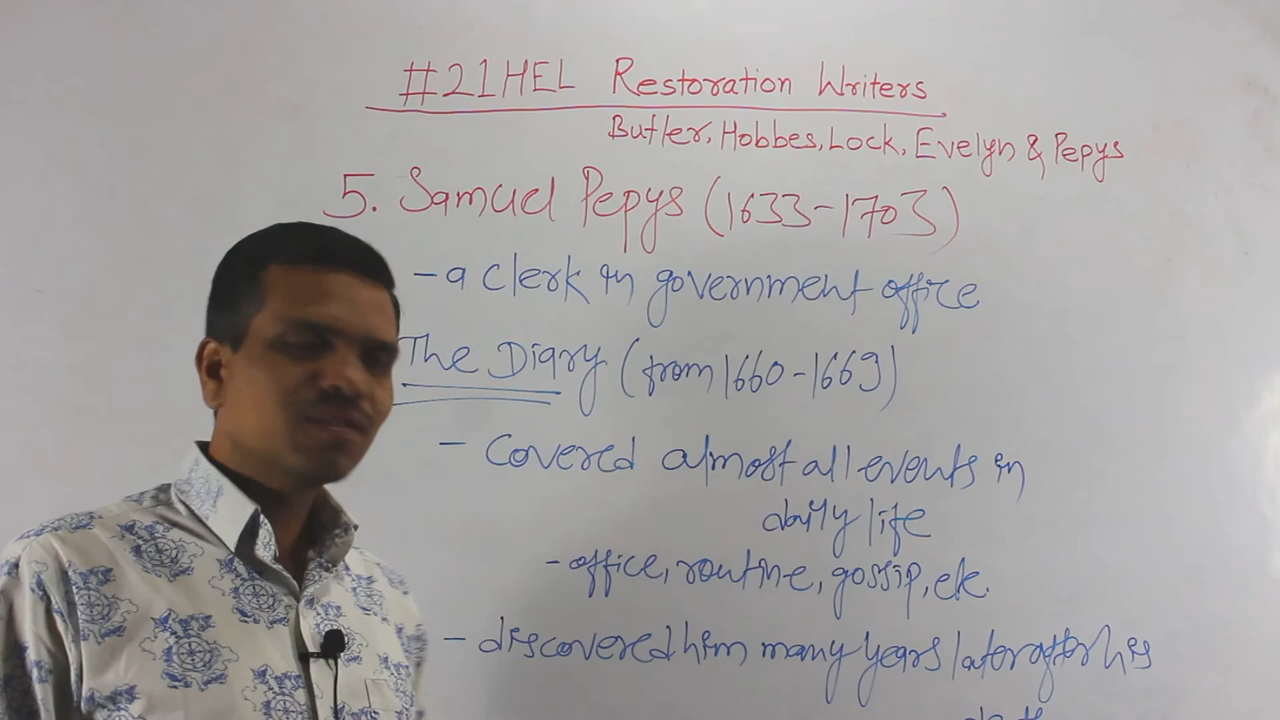 #21HEL Restoration Writers
Butler, Hobbes, Lock, Evelyn & Pepys
5. Samuel Pepys (1633-1703)
- a clerk in government office
The Diary (from 1660-1669)
- covered almost all events in
daily life
- office, routine, gossip, etc.
- discovered him many years later after his